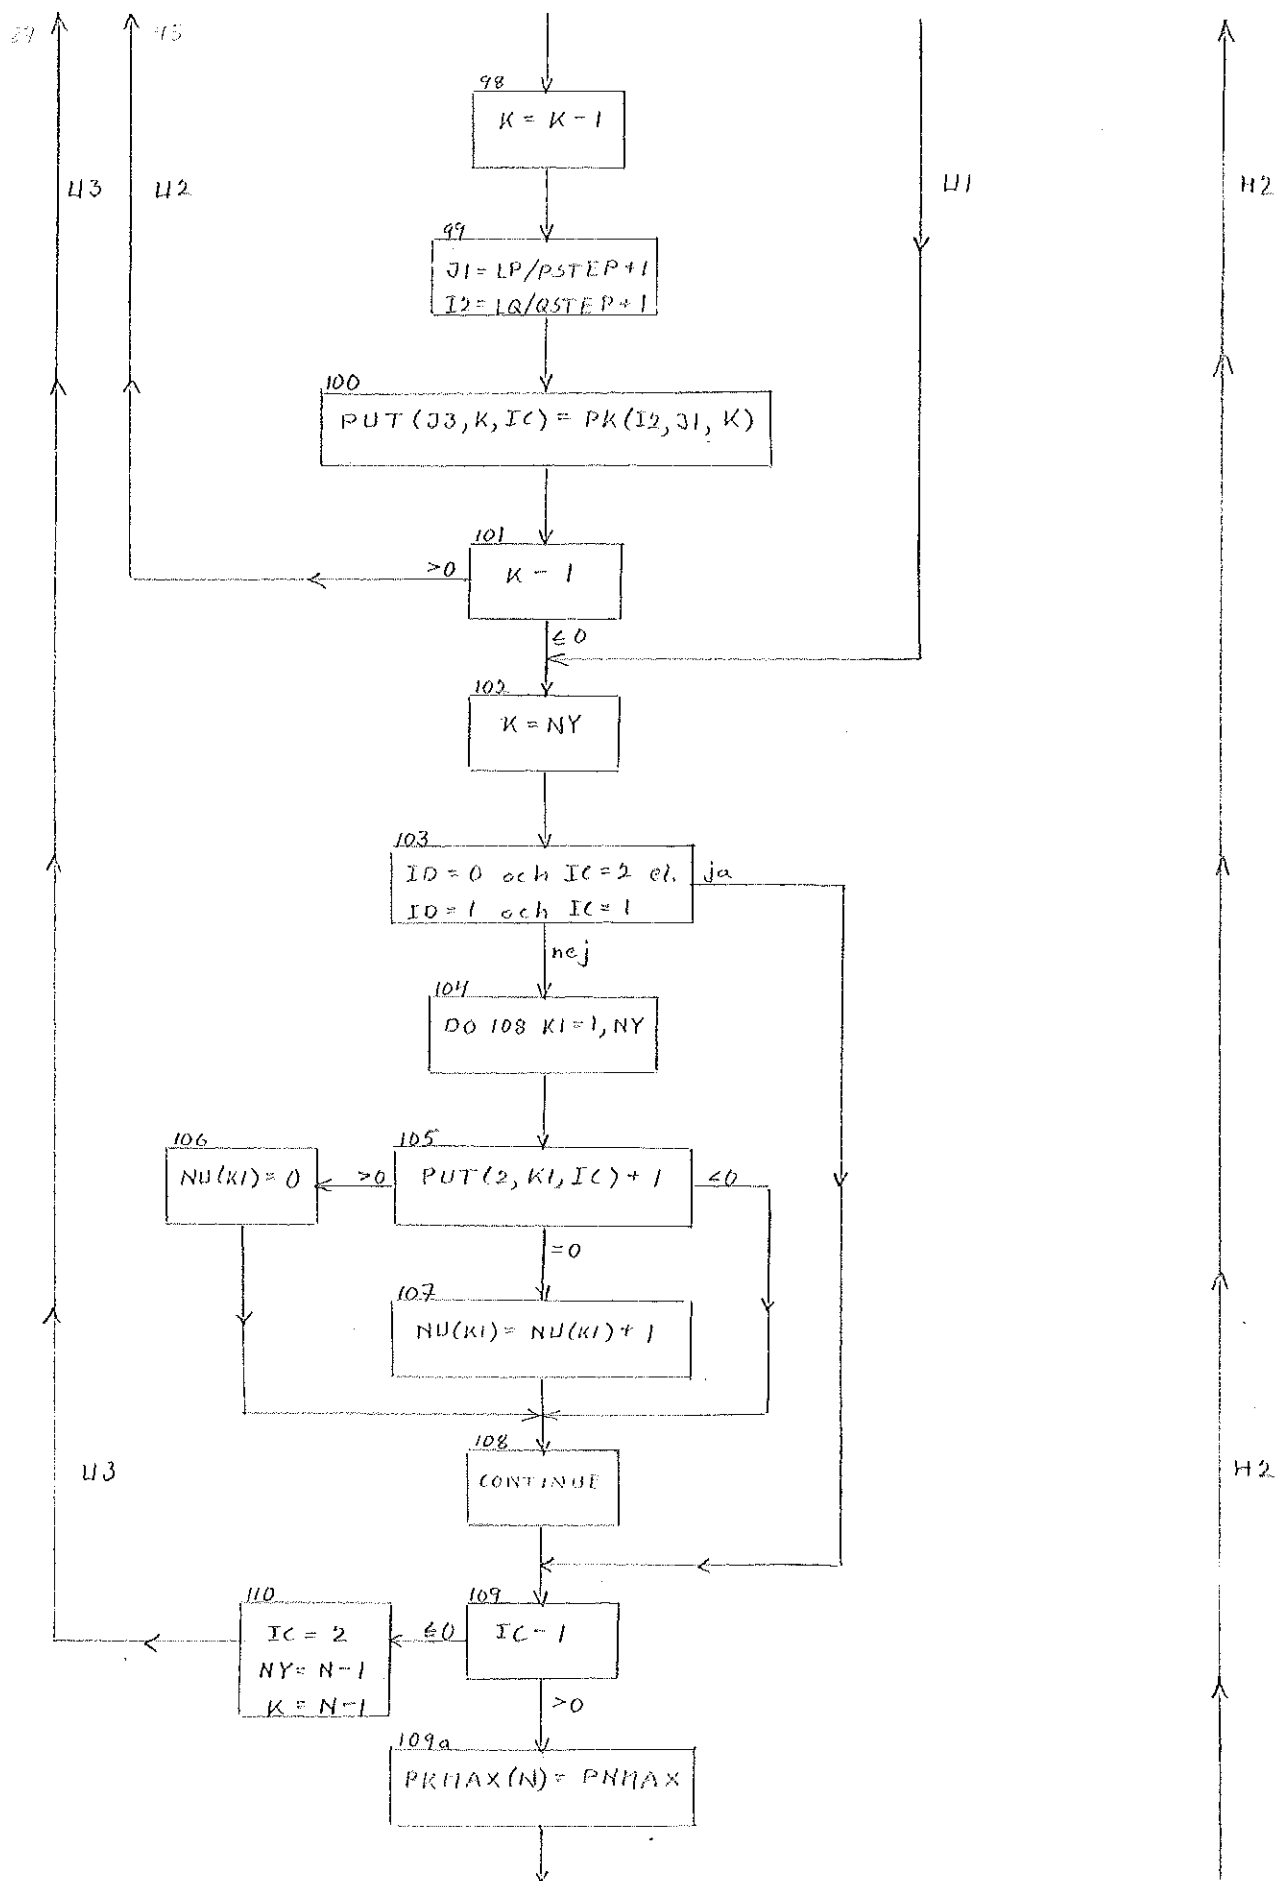 98
K = K - 1
U3
U2
U1
H2
99
J1 = LP/PSTEP + 1
I2 = LQ/QSTEP + 1
100
PUT (J3, K, IC) = PK(I2, J1, K)
101
>0
K - 1
≤0
102
K = NY
103
ID = 0 och IC = 2 el.
ja
ID = 1 och IC = 1
nej
104
DO 108 K1 = 1, NY
106
NU(K1) = 0
>0
105
PUT(2, K1, IC) + 1
<0
=0
107
NU(K1) = NU(K1) + 1
108
CONTINUE
U3
H2
110
IC = 2
NY = N-1
K = N-1
≤0
109
IC - 1
>0
109a
PKMAX(N) = PNMAX